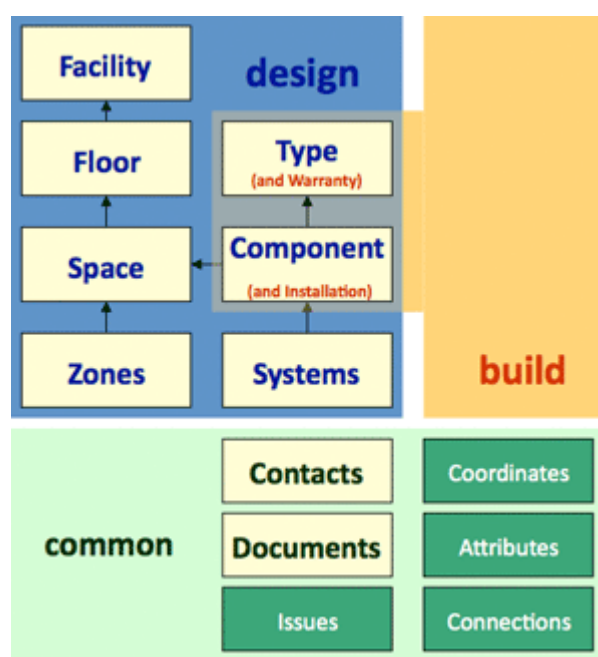 Facility
design
Floor
Type
(and Warranty)
Space
Component
(and Installation)
Zones
Systems
build
common
Contacts
Coordinates
Documents
Attributes
Issues
Connections